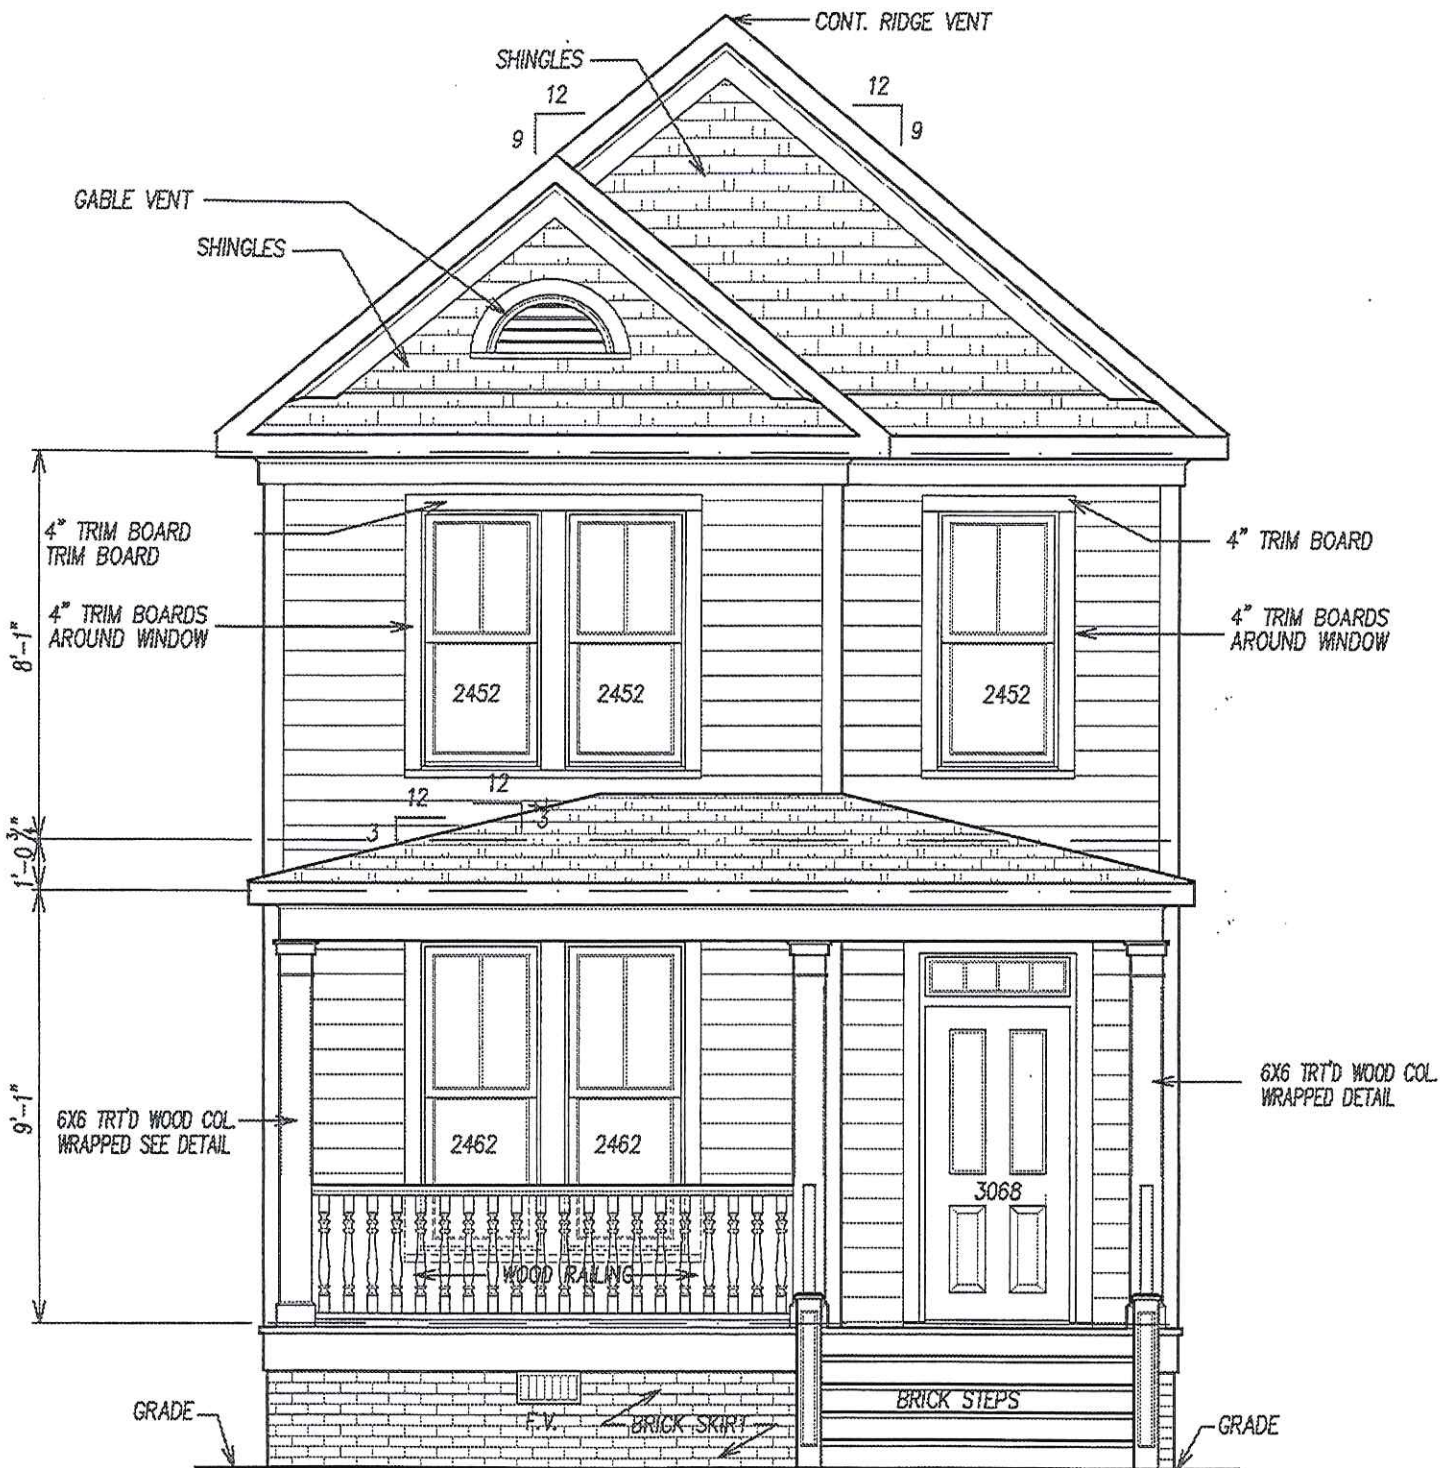 CONT. RIDGE VENT
SHINGLES
12
9
12
9
GABLE VENT
SHINGLES
4" TRIM BOARD
TRIM BOARD
4" TRIM BOARD
4" TRIM BOARDS
AROUND WINDOW
4" TRIM BOARDS
AROUND WINDOW
8'-1"
2452
2452
2452
12
3
12
3
1'-0
9'-1"
6X6 TRT'D WOOD COL.
WRAPPED SEE DETAIL
6X6 TRT'D WOOD COL.
WRAPPED DETAIL
2462
2462
3068
WOOD RAILING
BRICK STEPS
F.V.
BRICK SKIRT
GRADE
GRADE